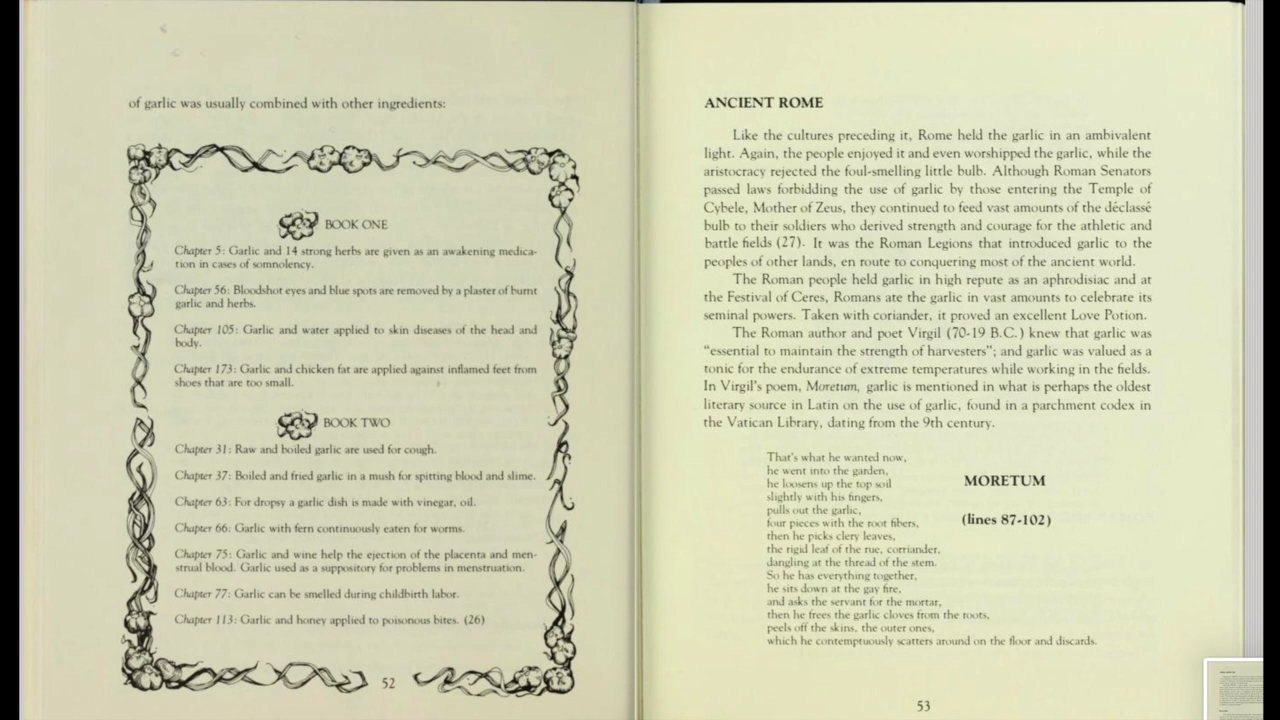 of garlic was usually combined with other ingredients:
BOOK ONE
Chapter 5: Garlic and 14 strong herbs are given as an awakening medica-
tion in cases of somnolency.
Chapter 56: Bloodshot eyes and blue spots are removed by a plaster of burnt
garlic and herbs.
Chapter 105: Garlic and water applied to skin diseases of the head and
body.
Chapter 173: Garlic and chicken fat are applied against inflamed feet from
shoes that are too small.
BOOK TWO
Chapter 31: Raw and boiled garlic are used for cough.
Chapter 37: Boiled and fried garlic in a mush for spitting blood and slime.
Chapter 63: For dropsy a garlic dish is made with vinegar, oil.
Chapter 66: Garlic with fern continuously eaten for worms.
Chapter 75: Garlic and wine help the ejection of the placenta and men-
strual blood. Garlic used as a suppository for problems in menstruation.
Chapter 77: Garlic can be smelled during childbirth labor.
Chapter 113: Garlic and honey applied to poisonous bites. (26)
52
ANCIENT ROME
Like the cultures preceding it, Rome held the garlic in an ambivalent
light. Again, the people enjoyed it and even worshipped the garlic, while the
aristocracy rejected the foul-smelling little bulb. Although Roman Senators
passed laws forbidding the use of garlic by those entering the Temple of
Cybele, Mother of Zeus, they continued to feed vast amounts of the déclassé
bulb to their soldiers who derived strength and courage for the athletic and
battle fields (27). It was the Roman Legions that introduced garlic to the
peoples of other lands, en route to conquering most of the ancient world.
The Roman people held garlic in high repute as an aphrodisiac and at
the Festival of Ceres, Romans ate the garlic in vast amounts to celebrate its
seminal powers. Taken with coriander, it proved an excellent Love Potion.
The Roman author and poet Virgil (70-19 B.C.) knew that garlic was
"essential to maintain the strength of harvesters"; and garlic was valued as a
tonic for the endurance of extreme temperatures while working in the fields.
In Virgil's poem, Moretum, garlic is mentioned in what is perhaps the oldest
literary source in Latin on the use of garlic, found in a parchment codex in
the Vatican Library, dating from the 9th century.
MORETUM
(lines 87-102)
That's what he wanted now,
he went into the garden,
he loosens up the top soil
slightly with his fingers,
pulls out the garlic,
four pieces with the root fibers,
then he picks clery leaves,
the rigid leaf of the rue, corriander,
dangling at the thread of the stem.
So he has everything together,
he sits down at the gay fire,
and asks the servant for the mortar,
then he frees the garlic cloves from the roots,
peels off the skins, the outer ones,
which he contemptuously scatters around on the floor and discards.
53